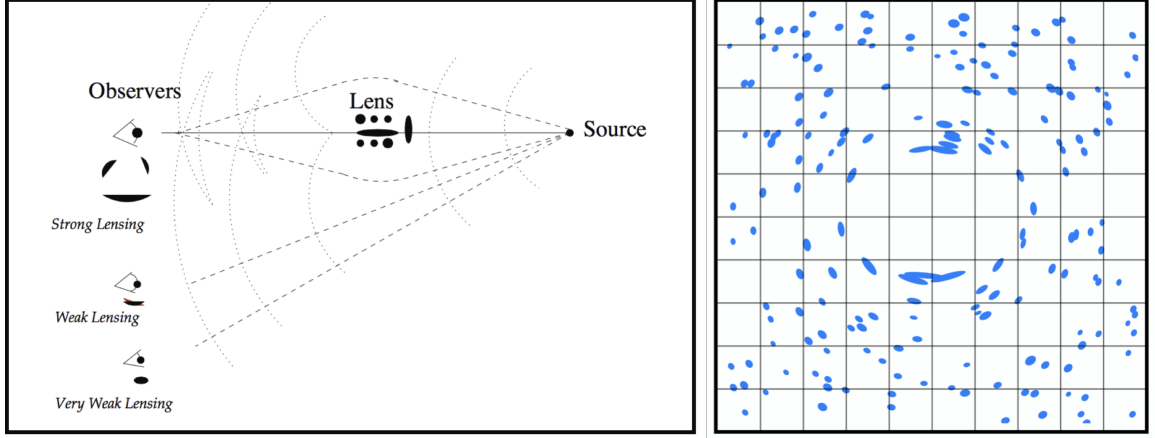 Observers
Lens
Source
Strong Lensing
Weak Lensing
Very Weak Lensing